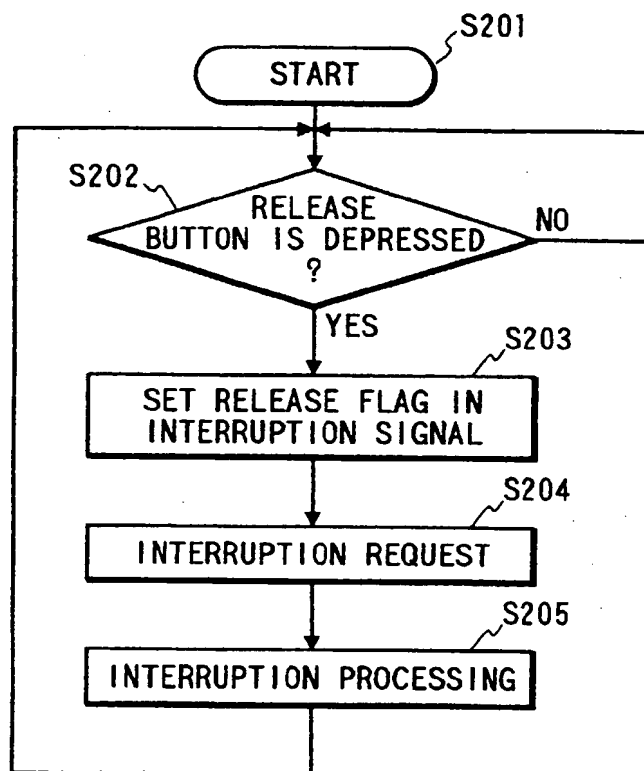 S201
START
S202
RELEASE
BUTTON IS DEPRESSED
?
NO
YES
S203
SET RELEASE FLAG IN
INTERRUPTION SIGNAL
S204
INTERRUPTION REQUEST
S205
INTERRUPTION PROCESSING